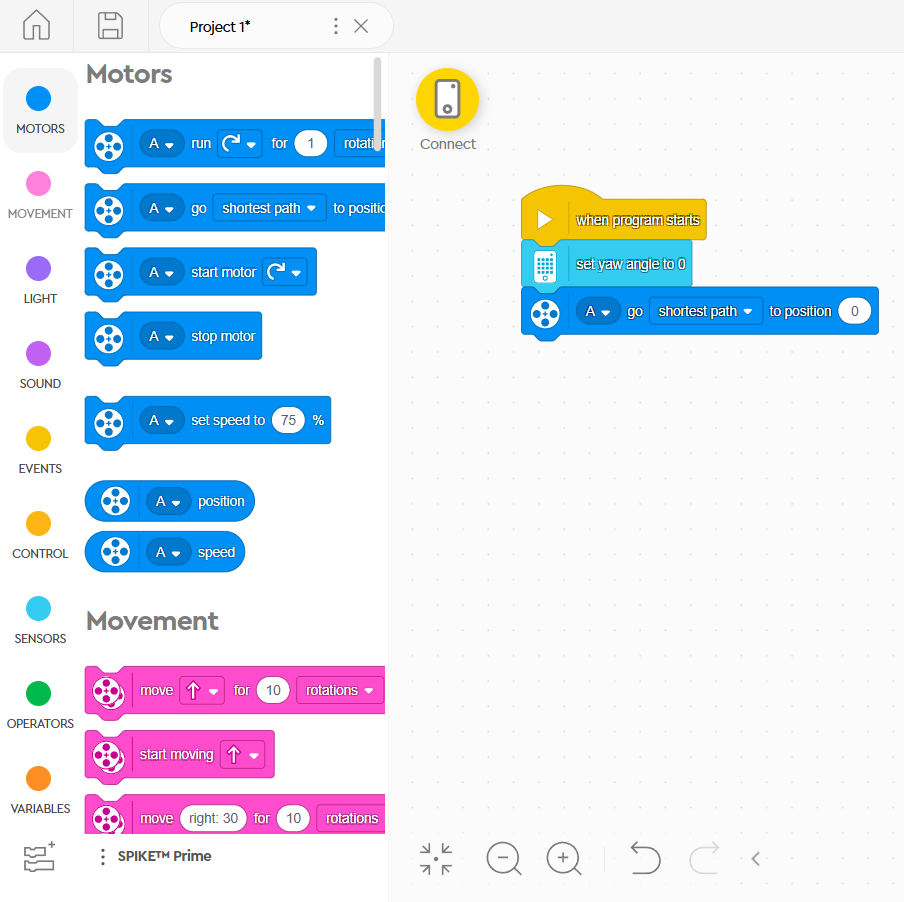 Project 1*
Connect
MOTORS
MOVEMENT
LIGHT
SOUND
EVENTS
CONTROL
SENSORS
OPERATORS
VARIABLES
Motors
A run for 1 rotati
A go shortest path to positio
A start motor
A stop motor
A set speed to 75 %
A position
A speed
Movement
move for 10 rotations
start moving
move right: 30 for 10 rotations
SPIKE™ Prime
when program starts
set yaw angle to 0
A go shortest path to position 0